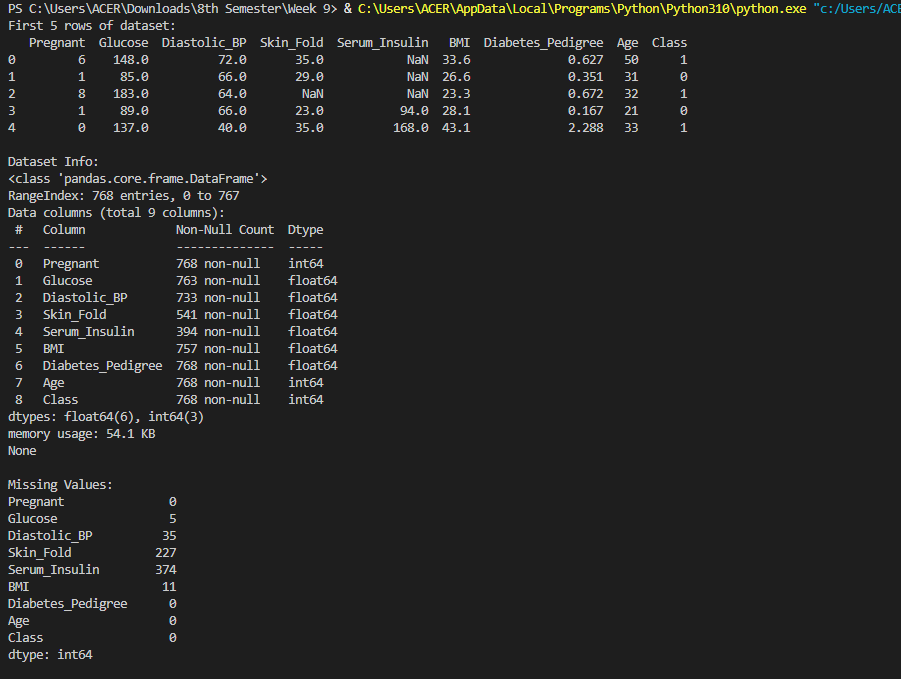 PS C:\Users\ACER\Downloads\8th Semester\Week 9> & C:\Users\ACER\AppData\Local\Programs\Python\Python310\python.exe "c:/Users/ACE
First 5 rows of dataset:
   Pregnant  Glucose  Diastolic_BP  Skin_Fold  Serum_Insulin   BMI  Diabetes_Pedigree  Age  Class
0         6    148.0          72.0       35.0            NaN  33.6              0.627   50      1
1         1     85.0          66.0       29.0            NaN  26.6              0.351   31      0
2         8    183.0          64.0        NaN            NaN  23.3              0.672   32      1
3         1     89.0          66.0       23.0           94.0  28.1              0.167   21      0
4         0    137.0          40.0       35.0          168.0  43.1              2.288   33      1
Dataset Info:
<class 'pandas.core.frame.DataFrame'>
RangeIndex: 768 entries, 0 to 767
Data columns (total 9 columns):
 #   Column             Non-Null Count  Dtype
---  ------             --------------  -----
 0   Pregnant           768 non-null    int64
 1   Glucose            763 non-null    float64
 2   Diastolic_BP       733 non-null    float64
 3   Skin_Fold          541 non-null    float64
 4   Serum_Insulin      394 non-null    float64
 5   BMI                757 non-null    float64
 6   Diabetes_Pedigree  768 non-null    float64
 7   Age                768 non-null    int64
 8   Class              768 non-null    int64
dtypes: float64(6), int64(3)
memory usage: 54.1 KB
None
Missing Values:
Pregnant               0
Glucose                5
Diastolic_BP          35
Skin_Fold            227
Serum_Insulin        374
BMI                   11
Diabetes_Pedigree      0
Age                    0
Class                  0
dtype: int64